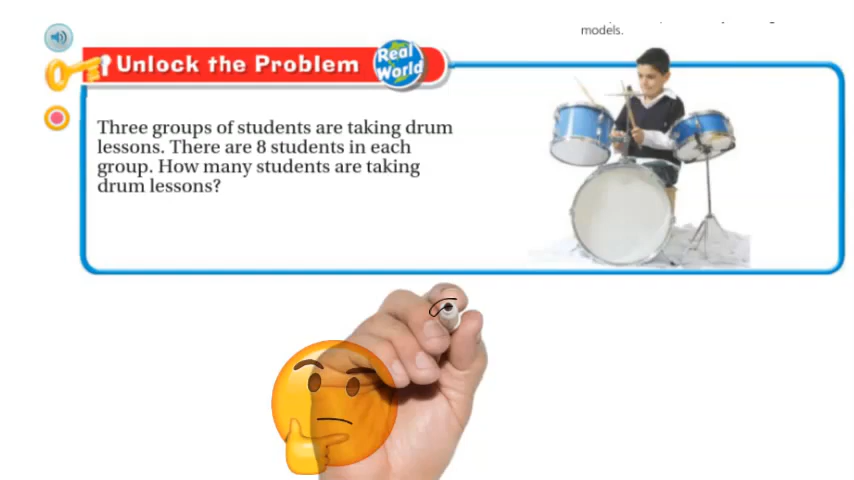 models.
Unlock the Problem
Real
World
Three groups of students are taking drum
lessons. There are 8 students in each
group. How many students are taking
drum lessons?